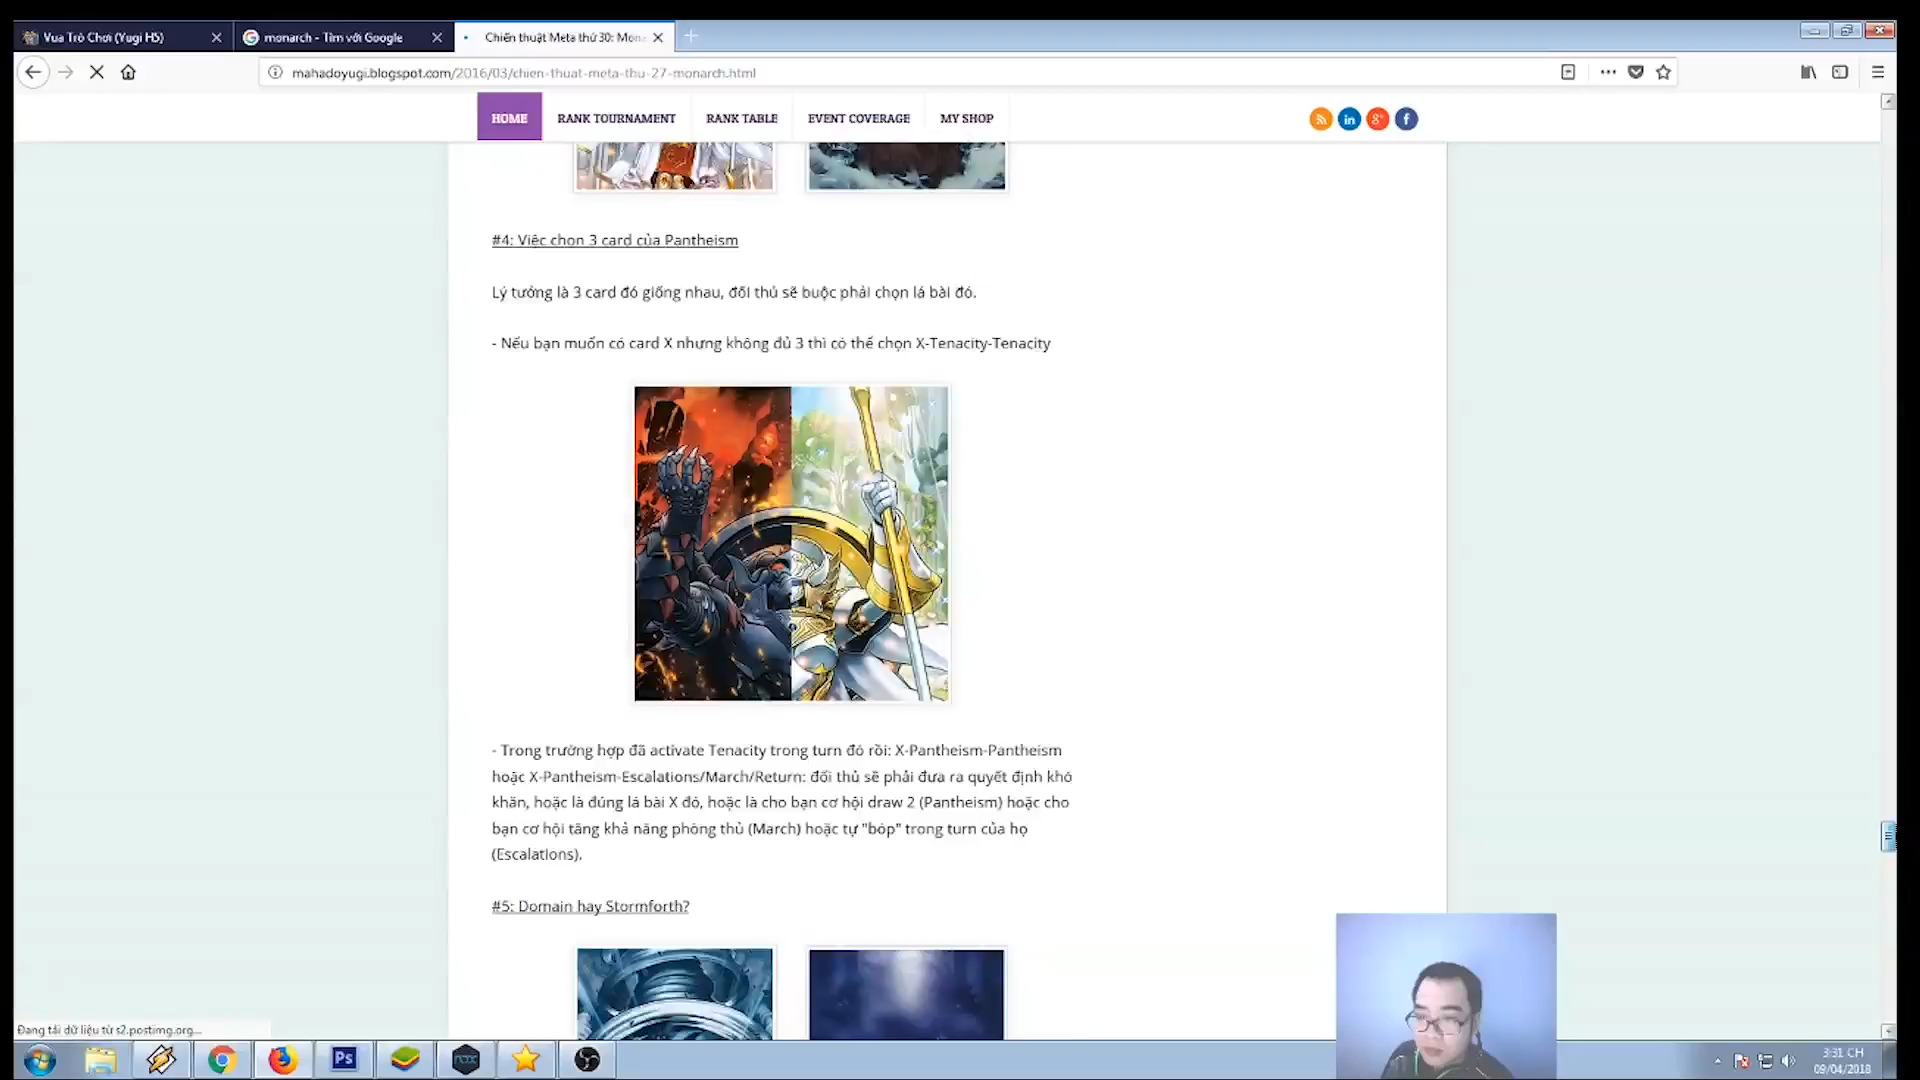 Vua Trò Chơi (Yugi H5)
monarch - Tìm với Google
Chiến thuật Meta thứ 30: Mon
mahadoyugi.blogspot.com/2016/03/chien-thuat-meta-thu-27-monarch.html
HOME
RANK TOURNAMENT
RANK TABLE
EVENT COVERAGE
MY SHOP
#4: Việc chọn 3 card của Pantheism
Lý tưởng là 3 card đó giống nhau, đối thủ sẽ buộc phải chọn lá bài đó.
- Nếu bạn muốn có card X nhưng không đủ 3 thì có thể chọn X-Tenacity-Tenacity
- Trong trường hợp đã activate Tenacity trong turn đó rồi: X-Pantheism-Pantheism
hoặc X-Pantheism-Escalations/March/Return: đối thủ sẽ phải đưa ra quyết định khó
khăn, hoặc là đúng lá bài X đó, hoặc là cho bạn cơ hội draw 2 (Pantheism) hoặc cho
bạn cơ hội tăng khả năng phòng thủ (March) hoặc tự "bóp" trong turn của họ
(Escalations).
#5: Domain hay Stormforth?
Đang tải dữ liệu từ s2.postimg.org...
Ps
nox
3:31 CH
09/04/2018